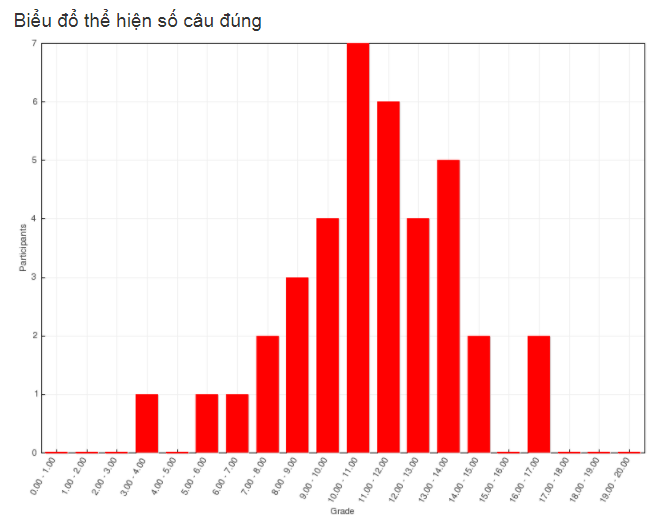 Biểu đổ thể hiện số câu đúng
7
6
5
4
3
2
1
0
Participants
0.00 - 1.00
1.00 - 2.00
2.00 - 3.00
3.00 - 4.00
4.00 - 5.00
5.00 - 6.00
6.00 - 7.00
7.00 - 8.00
8.00 - 9.00
9.00 - 10.00
10.00 - 11.00
11.00 - 12.00
12.00 - 13.00
13.00 - 14.00
14.00 - 15.00
15.00 - 16.00
16.00 - 17.00
17.00 - 18.00
18.00 - 19.00
19.00 - 20.00
Grade